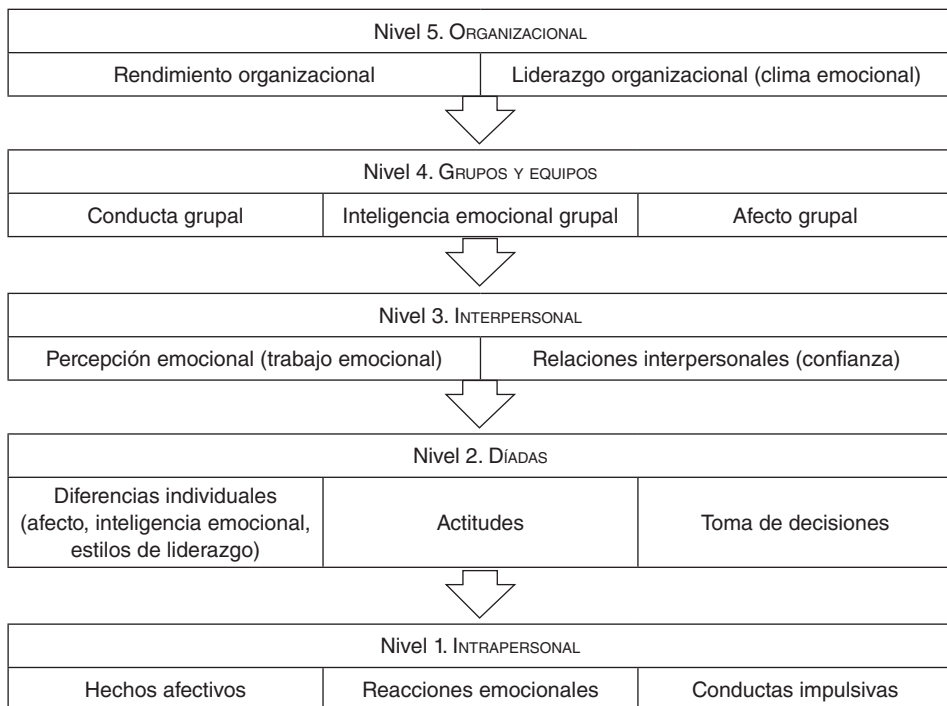 Nivel 5. ORGANIZACIONAL
Rendimiento organizacional
Liderazgo organizacional (clima emocional)
Nivel 4. GRUPOS Y EQUIPOS
Conducta grupal
Inteligencia emocional grupal
Afecto grupal
Nivel 3. INTERPERSONAL
Percepción emocional (trabajo emocional)
Relaciones interpersonales (confianza)
Nivel 2. DÍADAS
Diferencias individuales
(afecto, inteligencia emocional,
estilos de liderazgo)
Actitudes
Toma de decisiones
Nivel 1. INTRAPERSONAL
Hechos afectivos
Reacciones emocionales
Conductas impulsivas